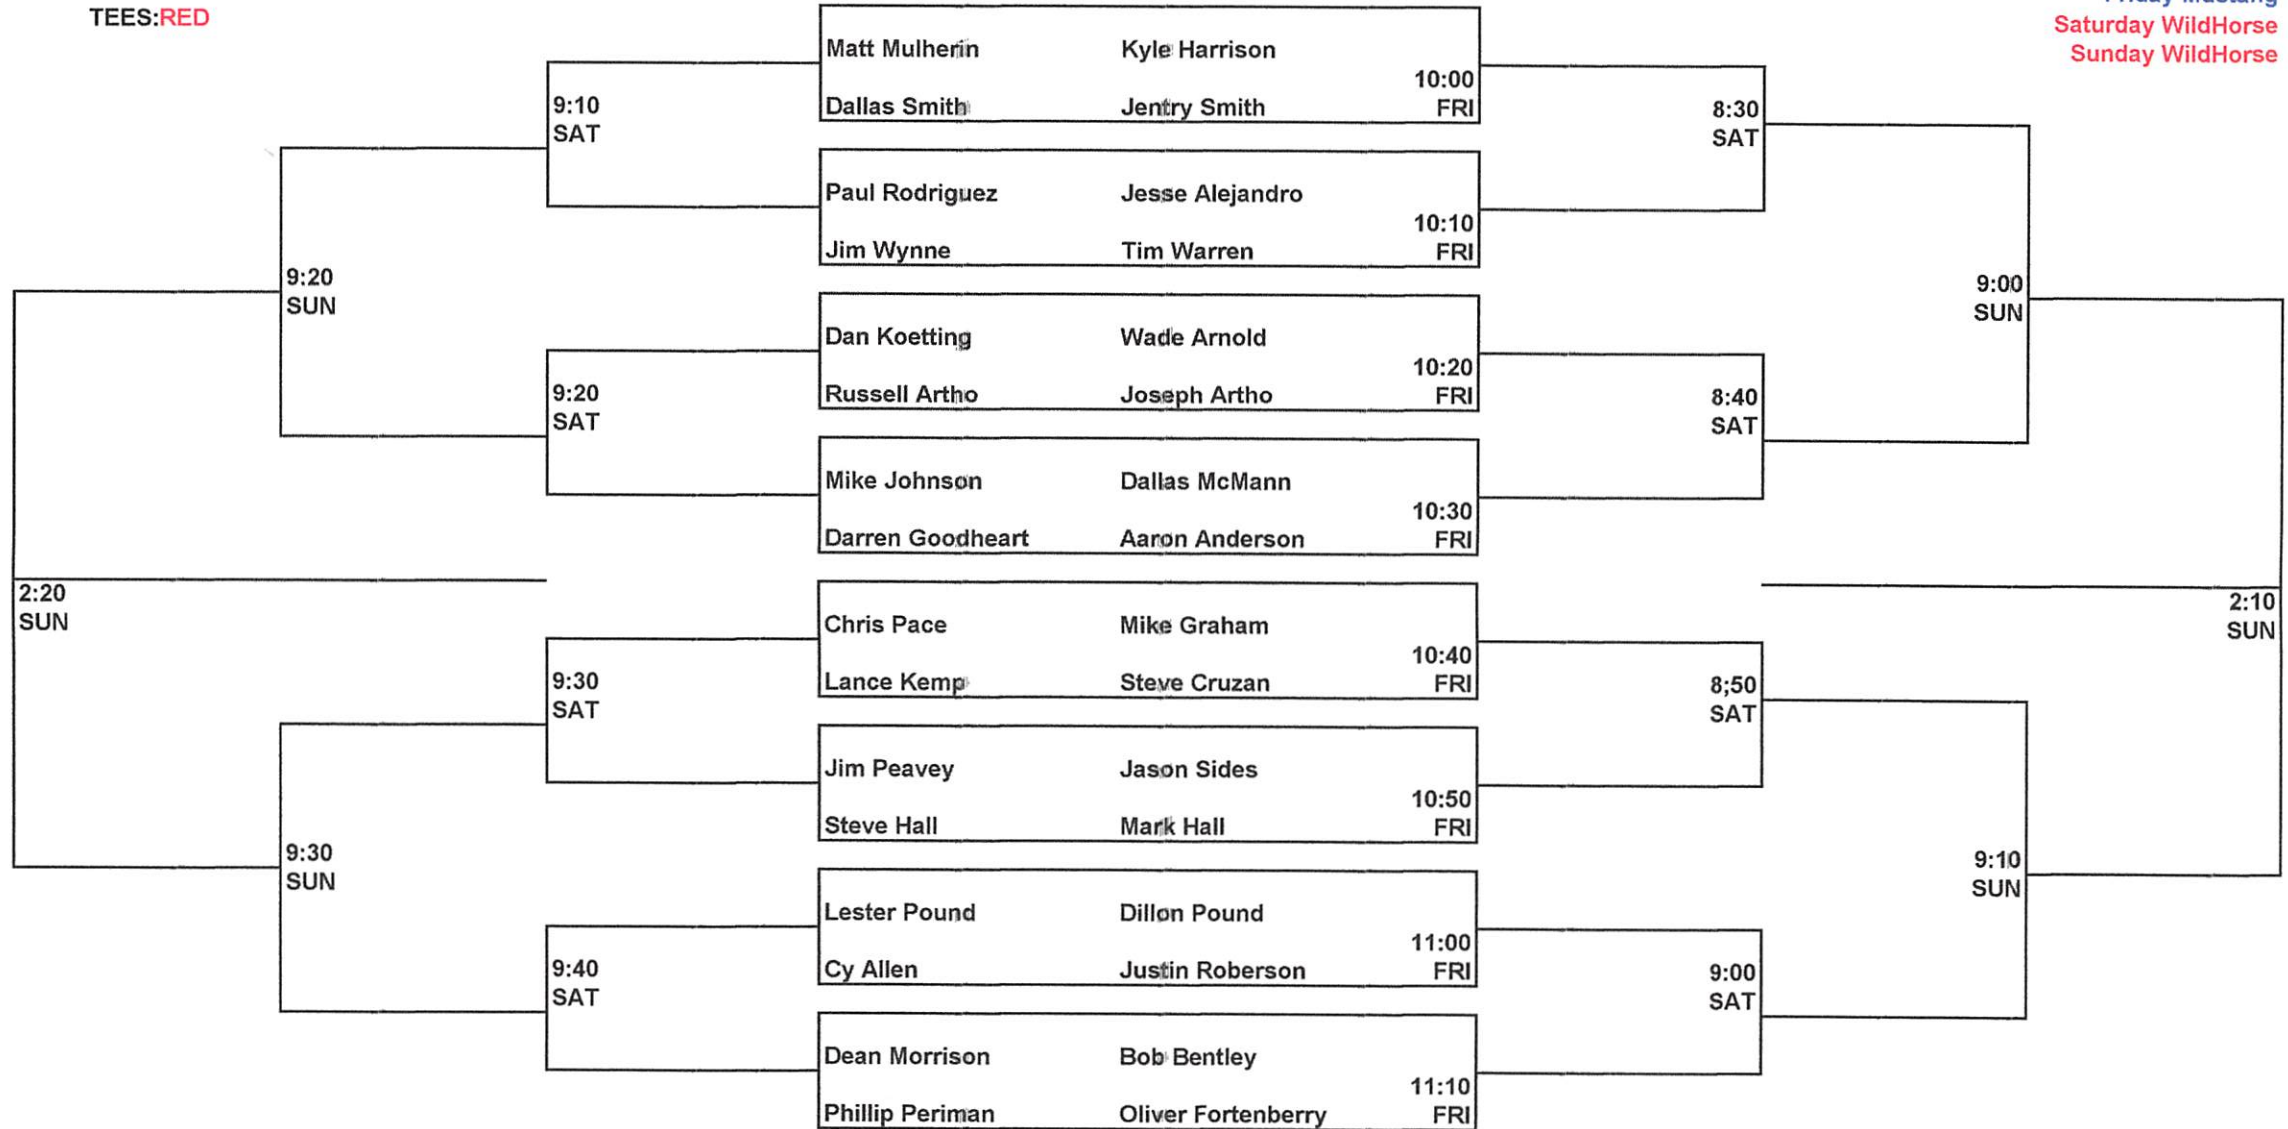 TEES:RED
Friday Mustang
Saturday WildHorse
Sunday WildHorse
Matt Mulherin Kyle Harrison
10:00
Dallas Smith Jentry Smith FRI
9:10
SAT
8:30
SAT
Paul Rodriguez Jesse Alejandro
10:10
Jim Wynne Tim Warren FRI
9:20
SUN
9:00
SUN
Dan Koetting Wade Arnold
10:20
Russell Artho Joseph Artho FRI
9:20
SAT
8:40
SAT
Mike Johnson Dallas McMann
10:30
Darren Goodheart Aaron Anderson FRI
2:20
SUN
2:10
SUN
Chris Pace Mike Graham
10:40
Lance Kemp Steve Cruzan FRI
9:30
SAT
8;50
SAT
Jim Peavey Jason Sides
10:50
Steve Hall Mark Hall FRI
9:30
SUN
9:10
SUN
Lester Pound Dillon Pound
11:00
Cy Allen Justin Roberson FRI
9:40
SAT
9:00
SAT
Dean Morrison Bob Bentley
11:10
Phillip Periman Oliver Fortenberry FRI